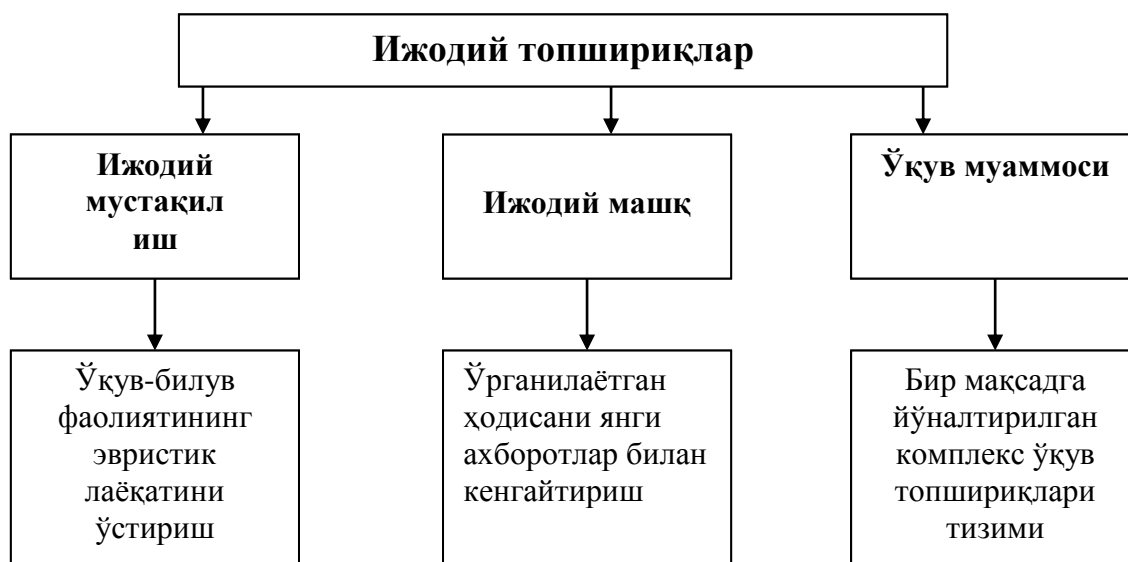 Ижодий топшириқлар
Ижодий
мустақил
иш
Ижодий машқ
Ўқув муаммоси
Ўқув-билув
фаолиятининг
эвристик
лаёқатини
ўстириш
Ўрганилаётган
ҳодисани янги
ахборотлар билан
кенгайтириш
Бир мақсадга
йўналтирилган
комплекс ўқув
топшириқлари
тизими